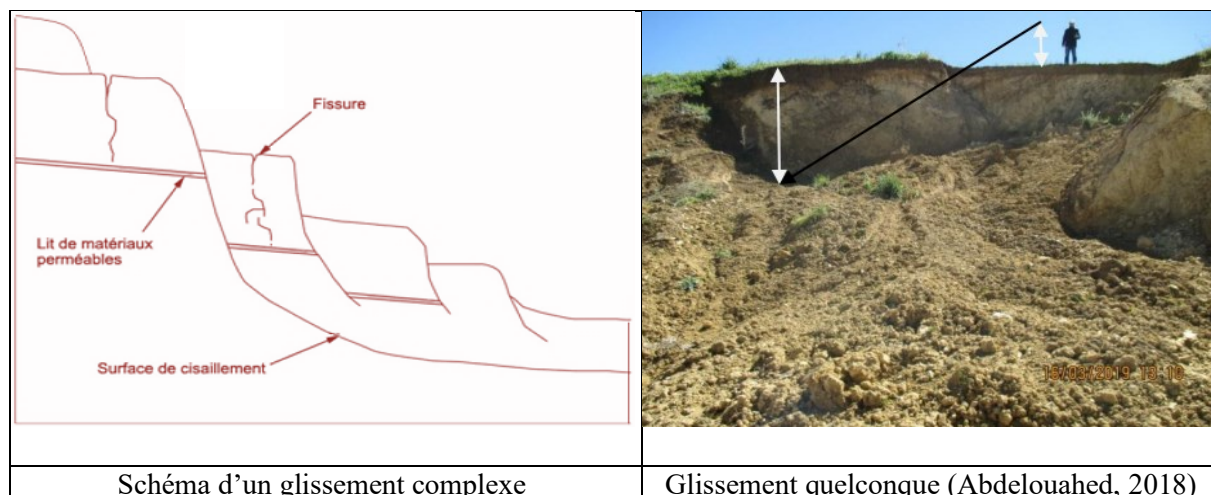 Fissure
Lit de matériaux
perméables
Surface de cisaillement
16/03/2019 13 10
Schéma d'un glissement complexe
Glissement quelconque (Abdelouahed, 2018)